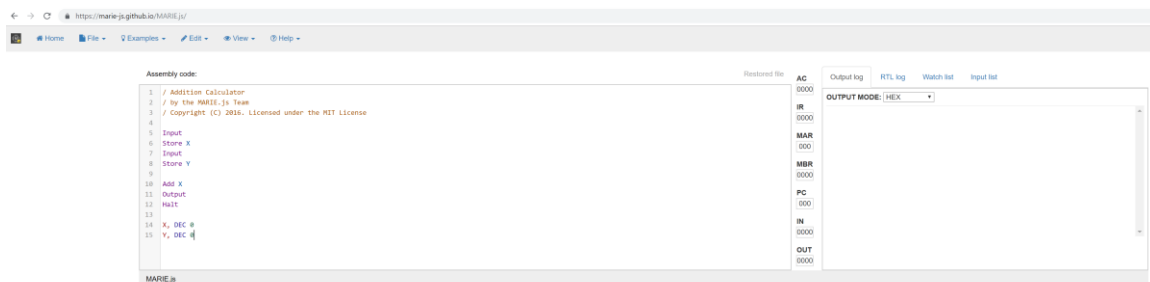 https://marie-js.github.io/MARIE.js/
Home File Examples Edit View Help
Assembly code: Restored file
1 / Addition Calculator
2 / by the MARIE.js Team
3 / Copyright (C) 2016. Licensed under the MIT License
4
5 Input
6 Store X
7 Input
8 Store Y
9
10 Add X
11 Output
12 Halt
13
14 X, DEC 0
15 Y, DEC 0
MARIE.js
AC
0000
IR
0000
MAR
000
MBR
0000
PC
000
IN
0000
OUT
0000
Output log RTL log Watch list Input list
OUTPUT MODE: HEX